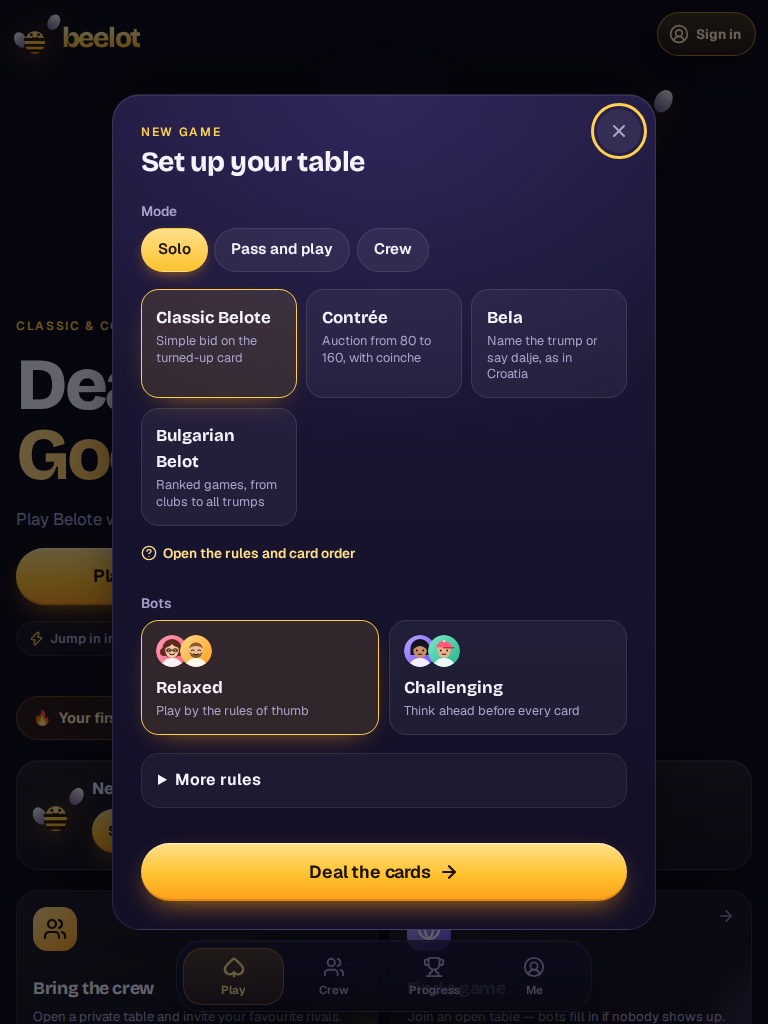 beelot
Sign in
NEW GAME
Set up your table
Mode
Solo
Pass and play
Crew
Classic Belote
Simple bid on the
turned-up card
Contrée
Auction from 80 to
160, with coinche
Bela
Name the trump or
say dalje, as in
Croatia
Bulgarian
Belot
Ranked games, from
clubs to all trumps
Open the rules and card order
Bots
Relaxed
Play by the rules of thumb
Challenging
Think ahead before every card
More rules
Deal the cards
CLASSIC &
Play Belote
Jump in
Your
Bring the crew
Open a private table and invite your favourite rivals.
Find a game
Join an open table — bots fill in if nobody shows up.
Play
Crew
Progress
Me